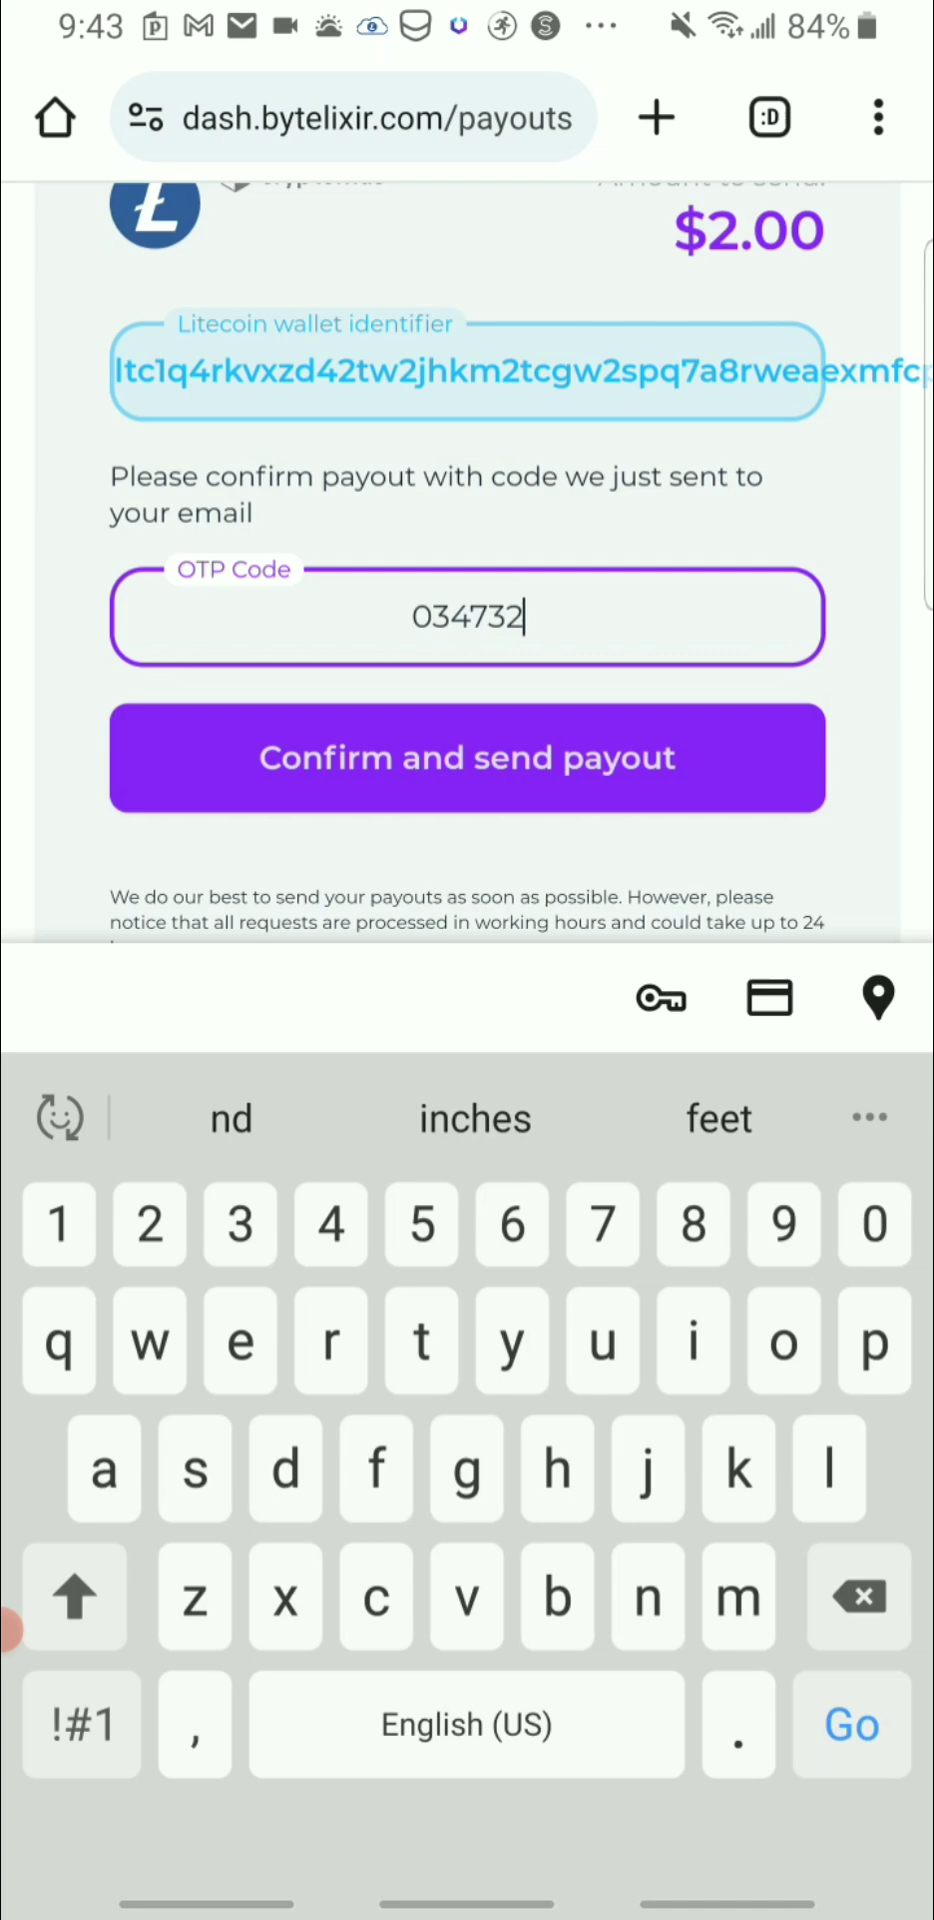 9:43
84%
dash.bytelixir.com/payouts
:D
$2.00
Litecoin wallet identifier
ltc1q4rkvxzd42tw2jhkm2tcgw2spq7a8rweaexmfc
Please confirm payout with code we just sent to
your email
OTP Code
034732
Confirm and send payout
We do our best to send your payouts as soon as possible. However, please
notice that all requests are processed in working hours and could take up to 24
nd inches feet
1 2 3 4 5 6 7 8 9 0
q w e r t y u i o p
a s d f g h j k l
z x c v b n m
!#1 , English (US) . Go